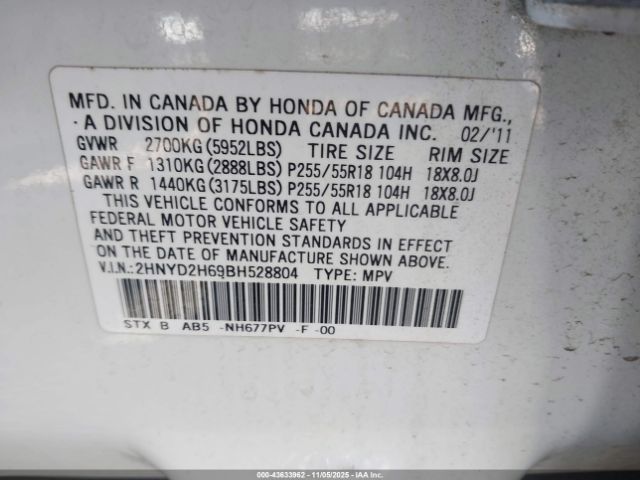 MFD. IN CANADA BY HONDA OF CANADA MFG.,
A DIVISION OF HONDA CANADA INC. 02/'11
GVWR 2700KG(5952LBS) TIRE SIZE RIM SIZE
GAWR F 1310KG(2888LBS) P255/55R18 104H 18X8.0J
GAWR R 1440KG(3175LBS) P255/55R18 104H 18X8.0J
THIS VEHICLE CONFORMS TO ALL APPLICABLE
FEDERAL MOTOR VEHICLE SAFETY
AND THEFT PREVENTION STANDARDS IN EFFECT
ON THE DATE OF MANUFACTURE SHOWN ABOVE.
V.I.N.:2HNYD2H69BH528804 TYPE: MPV
STX B AB5 -NH677PV -F -00
000-43633962 - 11/05/2025 - COPART.CA